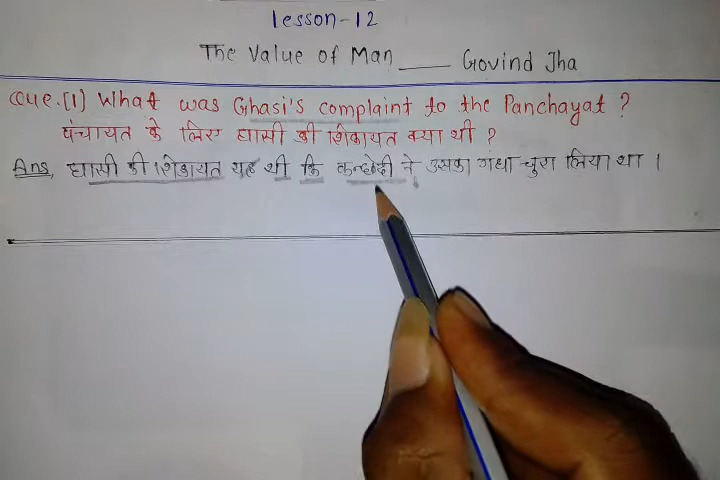 Lesson-12
The Value of Man ___ Govind Jha
Que.(1) What was Ghasi's complaint to the Panchayat ?
पंचायत के लिए घासी की शिकायत क्या थी ?
Ans, घासी की शिकायत यह थी कि कन्छेदी ने उसका गधा चुरा लिया था ।